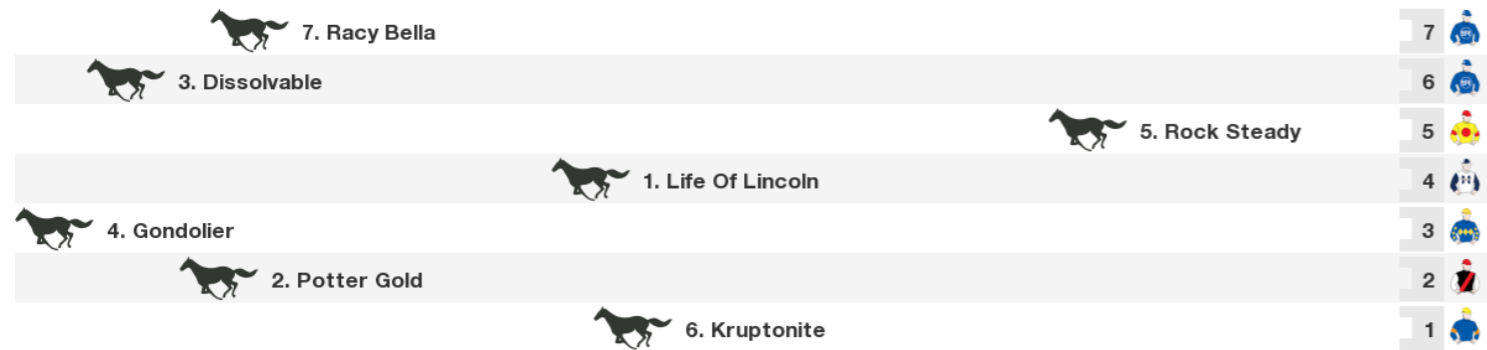 7. Racy Bella 7
3. Dissolvable 6
5. Rock Steady 5
1. Life Of Lincoln 4
4. Gondolier 3
2. Potter Gold 2
6. Kruptonite 1